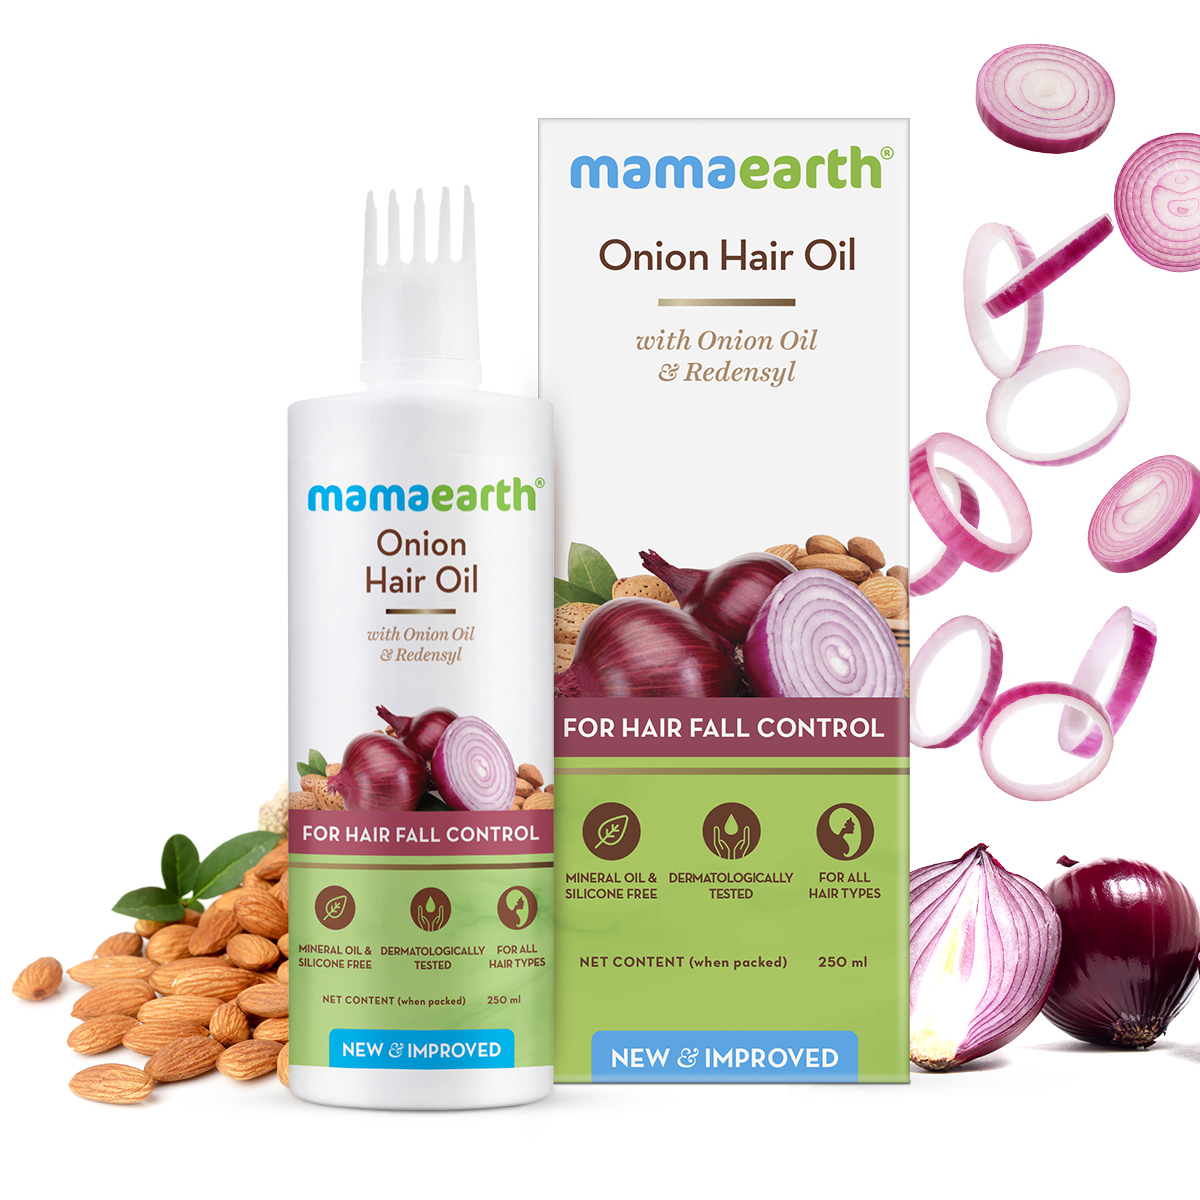 mamaearth®
Onion Hair Oil
with Onion Oil
& Redensyl
FOR HAIR FALL CONTROL
MINERAL OIL &
SILICONE FREE
DERMATOLOGICALLY
TESTED
FOR ALL
HAIR TYPES
NET CONTENT (when packed) 250 ml
NEW & IMPROVED
mamaearth®
Onion
Hair Oil
with Onion Oil
& Redensyl
FOR HAIR FALL CONTROL
MINERAL OIL &
SILICONE FREE
DERMATOLOGICALLY
TESTED
FOR ALL
HAIR TYPES
NET CONTENT (when packed) 250 ml
NEW & IMPROVED